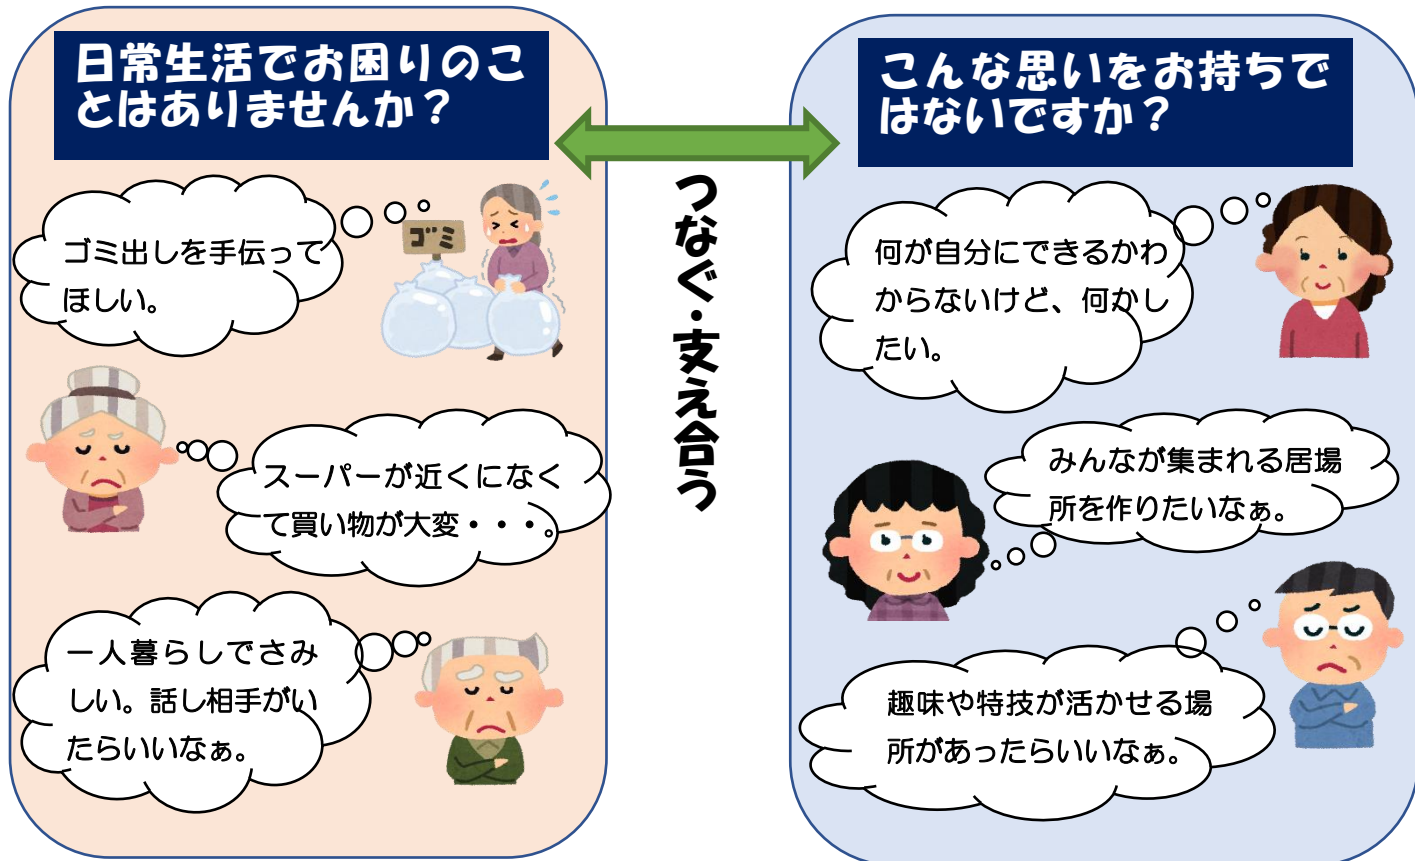 日常生活でお困りのこ
とはありませんか？
ゴミ出しを手伝って
ほしい。
ゴミ
スーパーが近くになく
て買い物が大変・・・。
一人暮らしでさみ
しい。話し相手がい
たらいいなぁ。
つなぐ・支え合う
こんな思いをお持ちで
はないですか？
何が自分にできるかわ
からないけど、何かし
たい。
みんなが集まれる居場
所を作りたいなぁ。
趣味や特技が活かせる場
所があったらいいなぁ。